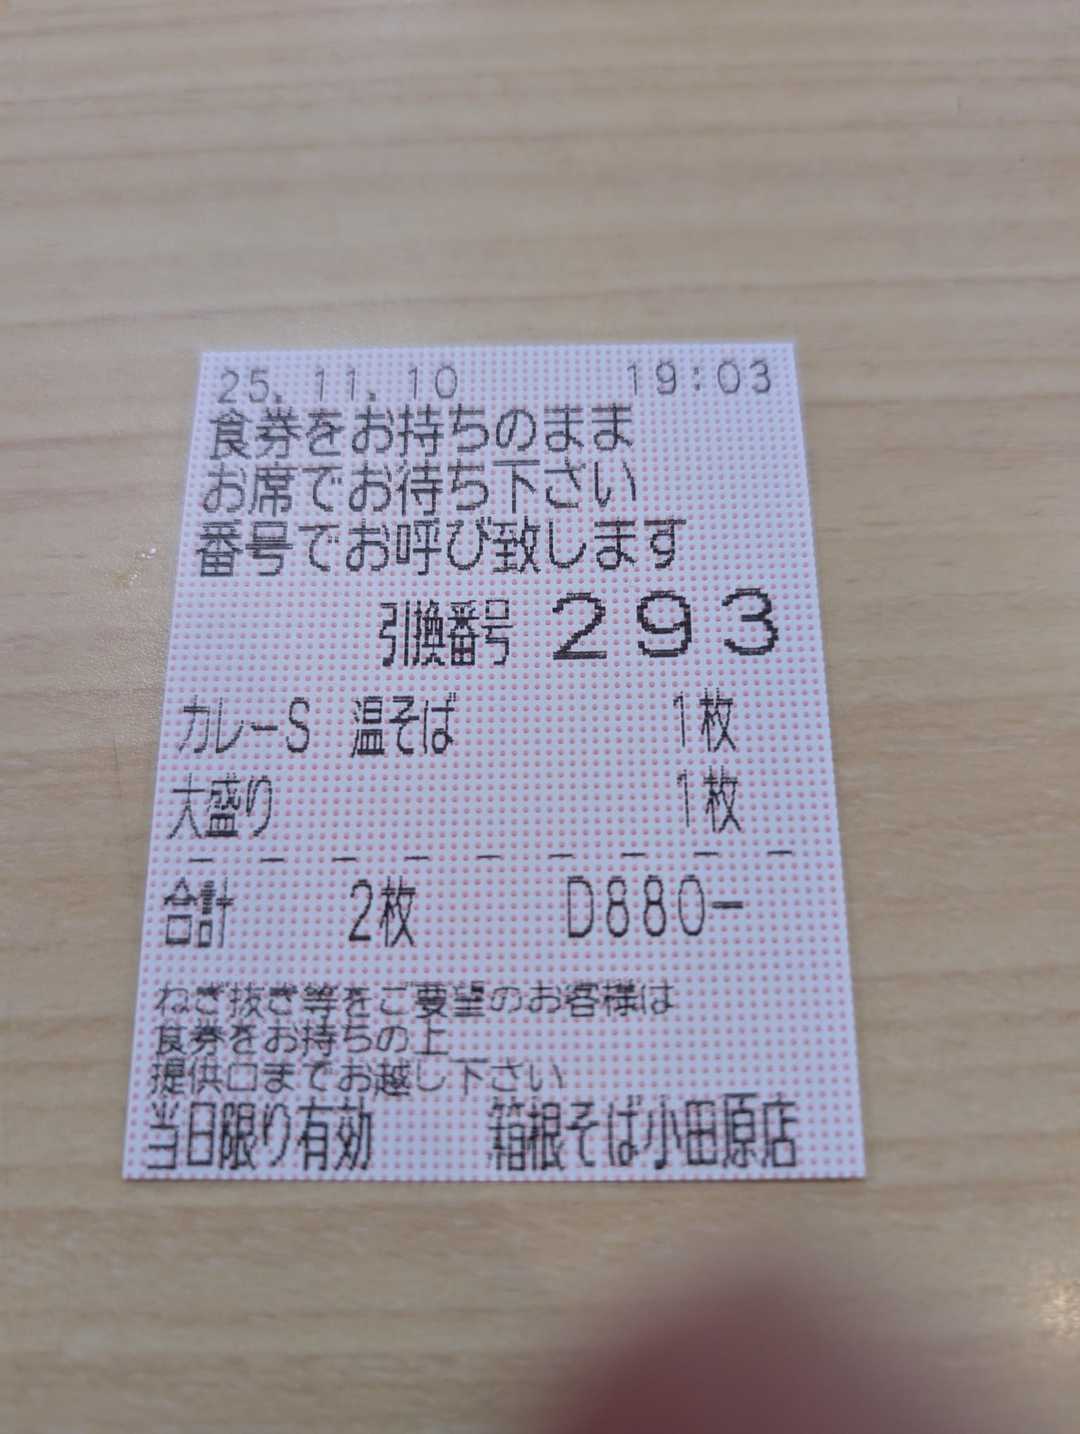 25.11.10 19:03
食券をお持ちのまま
お席でお待ち下さい
番号でお呼び致します
引換番号 293
カレーS 温そば 1枚
大盛り 1枚
合計 2枚 D880-
ねぎ抜き等をご要望のお客様は
食券をお持ちの上
提供口までお越し下さい
当日限り有効 箱根そば小田原店